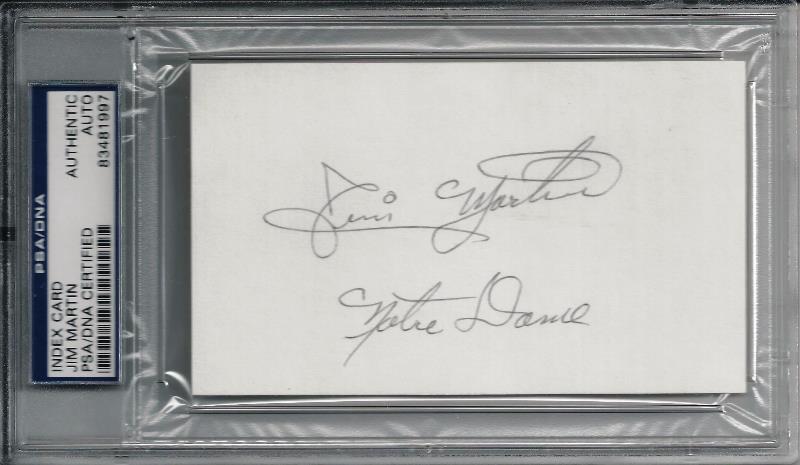 PSA/DNA
INDEX CARD
JIM MARTIN
PSA/DNA CERTIFIED
AUTHENTIC
AUTO
83481997
Jim Martin
Notre Dame